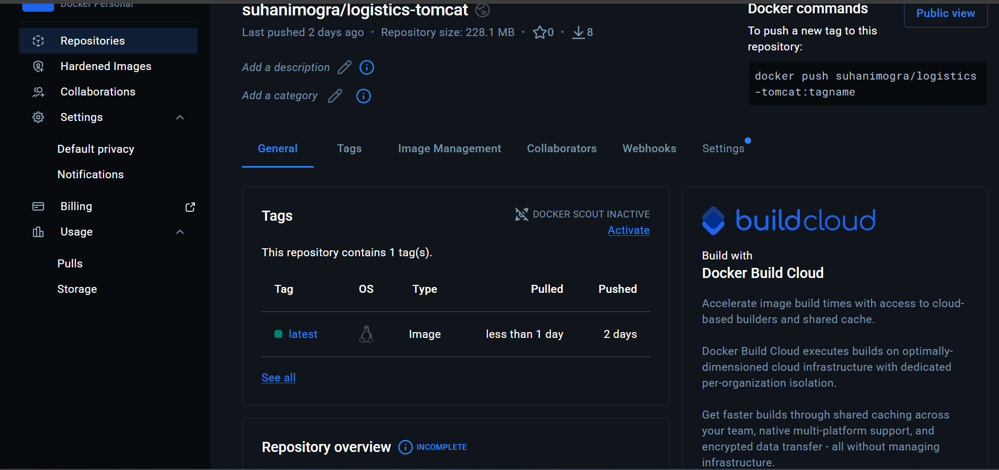 Docker Personal
Repositories
Hardened Images
Collaborations
Settings
Default privacy
Notifications
Billing
Usage
Pulls
Storage
suhanimogra/logistics-tomcat
Last pushed 2 days ago • Repository size: 228.1 MB • 0 • 8
Add a description
Add a category
Docker commands
Public view
To push a new tag to this
repository:
docker push suhanimogra/logistics
-tomcat:tagname
General Tags Image Management Collaborators Webhooks Settings
Tags
DOCKER SCOUT INACTIVE
Activate
This repository contains 1 tag(s).
Tag OS Type Pulled Pushed
latest Image less than 1 day 2 days
See all
Repository overview INCOMPLETE
buildcloud
Build with
Docker Build Cloud
Accelerate image build times with access to cloud-
based builders and shared cache.
Docker Build Cloud executes builds on optimally-
dimensioned cloud infrastructure with dedicated
per-organization isolation.
Get faster builds through shared caching across
your team, native multi-platform support, and
encrypted data transfer - all without managing
infrastructure.